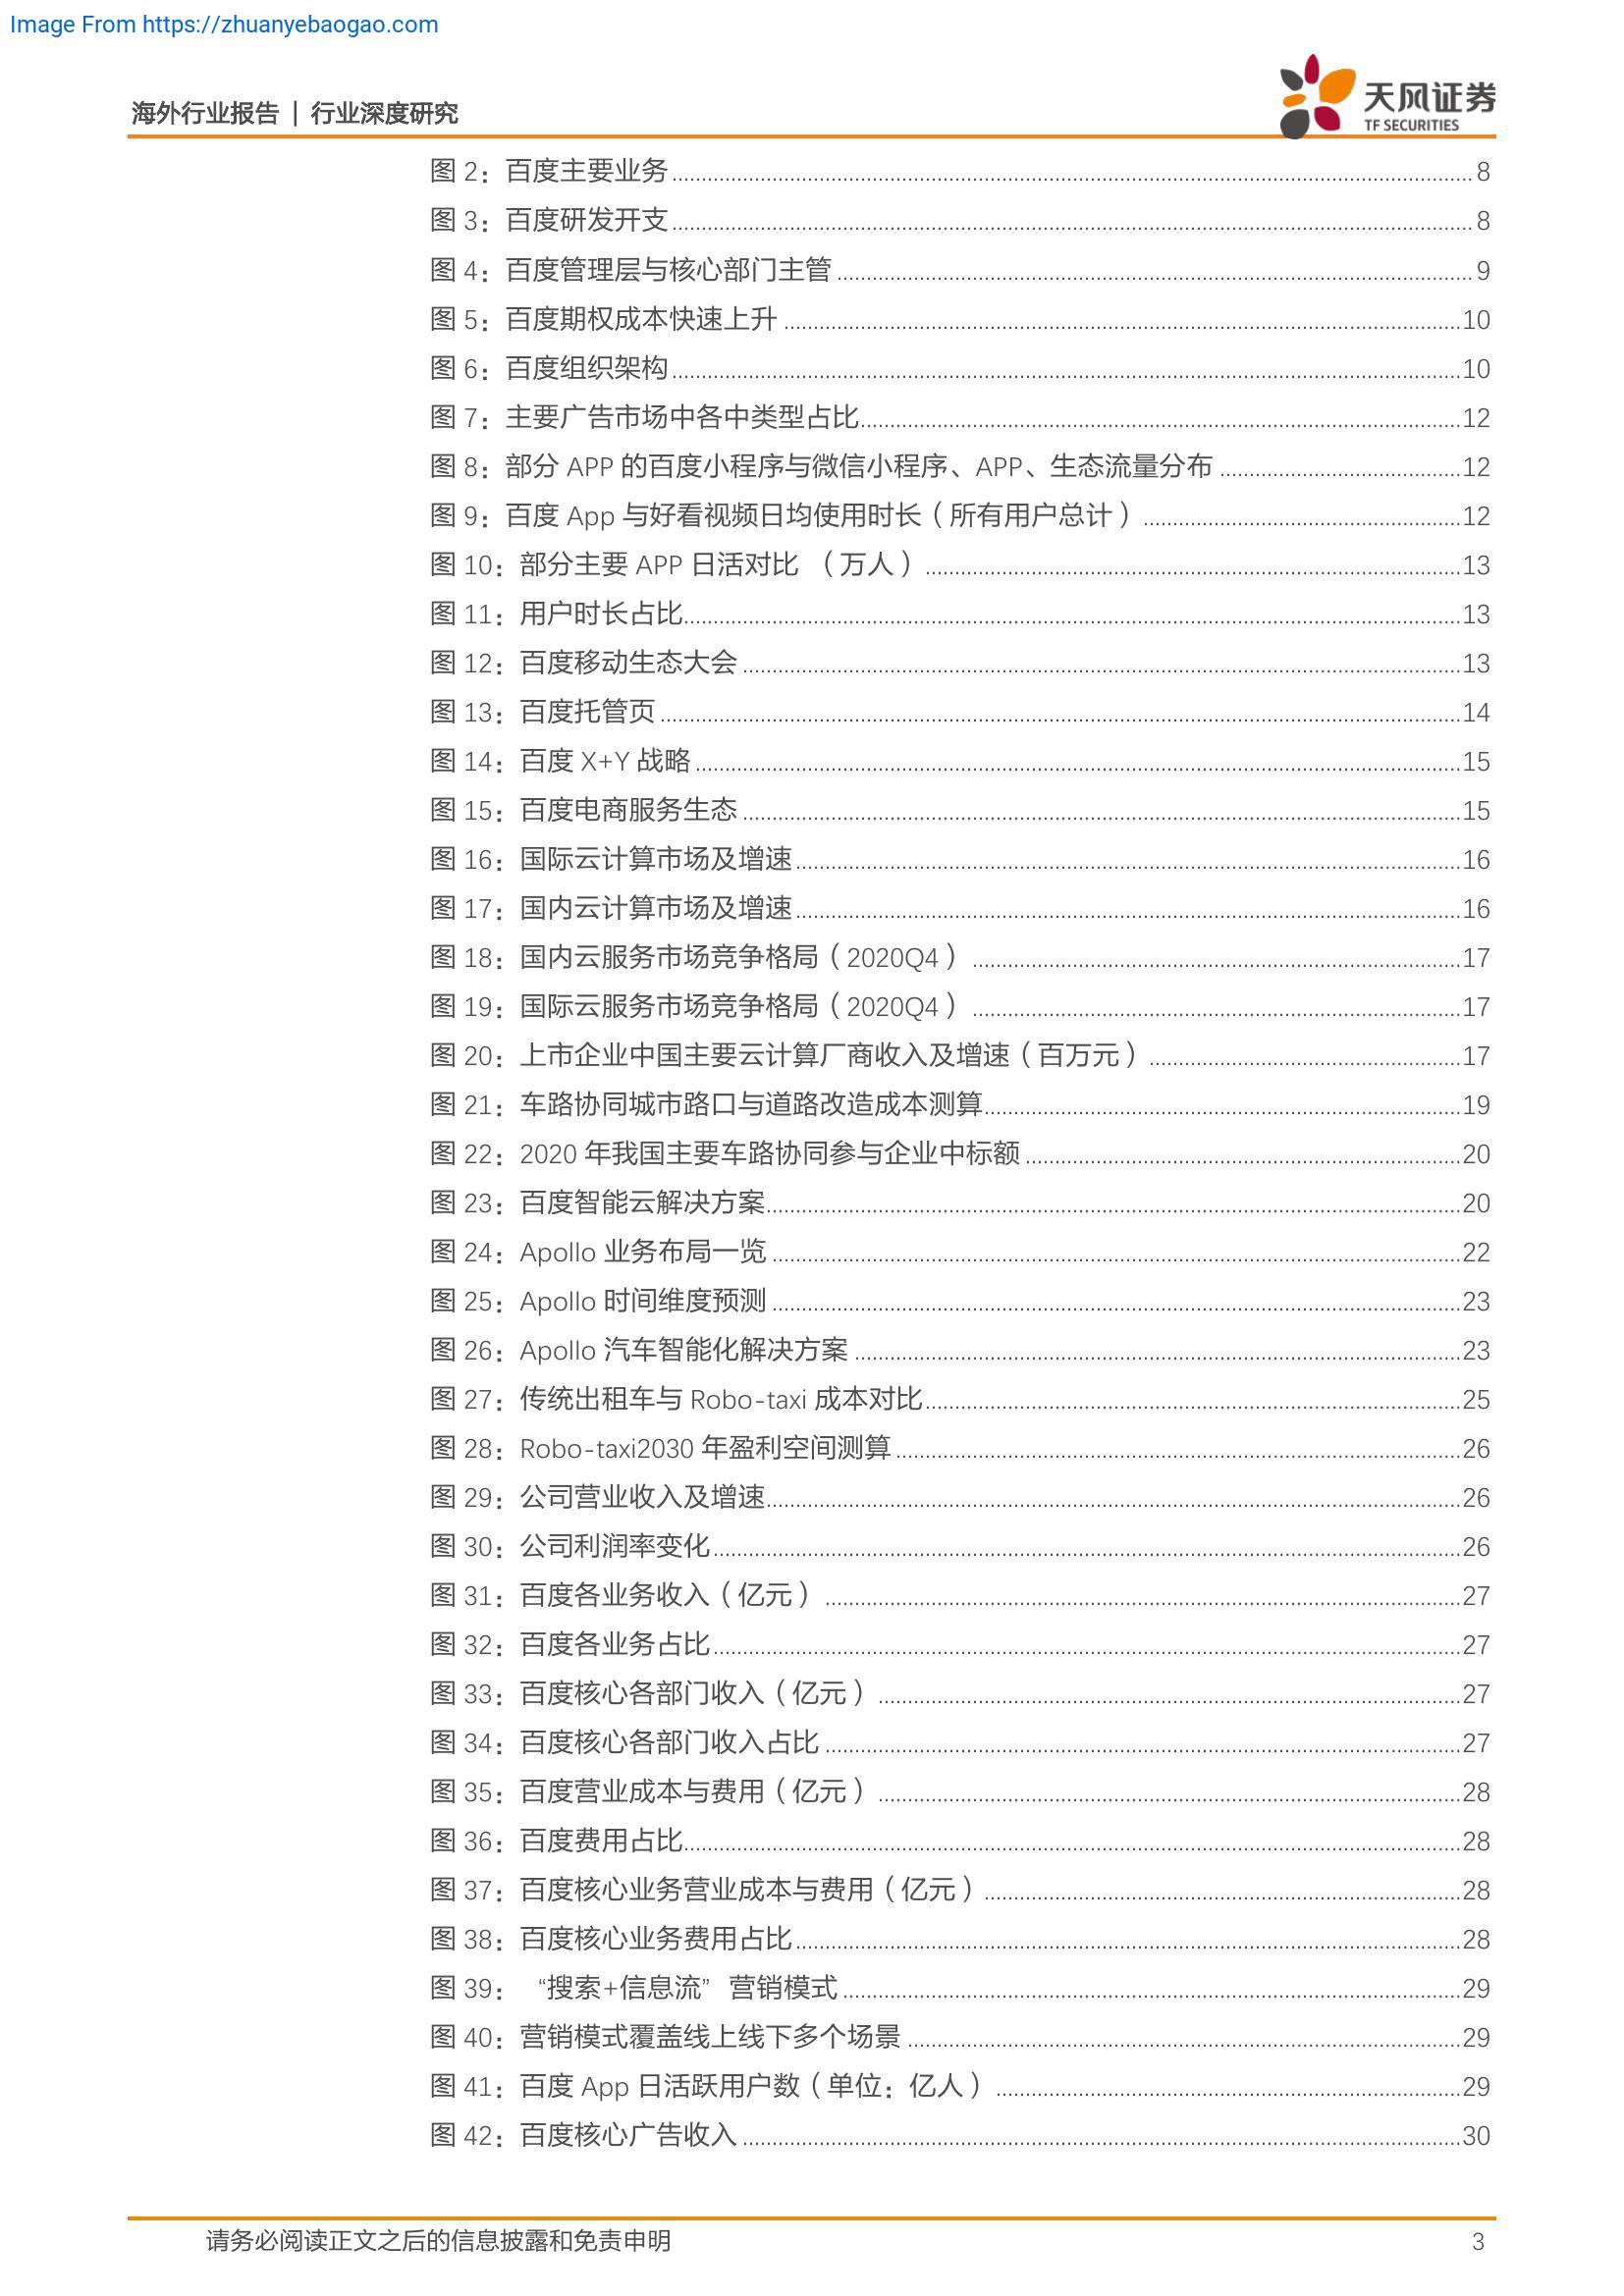 Image From https://zhuanyebaogao.com
海外行业报告 | 行业深度研究
天风证券
TF SECURITIES
图 2：百度主要业务 8
图 3：百度研发开支 8
图 4：百度管理层与核心部门主管 9
图 5：百度期权成本快速上升 10
图 6：百度组织架构 10
图 7：主要广告市场中各中类型占比 12
图 8：部分 APP 的百度小程序与微信小程序、APP、生态流量分布 12
图 9：百度 App 与好看视频日均使用时长（所有用户总计） 12
图 10：部分主要 APP 日活对比 （万人） 13
图 11：用户时长占比 13
图 12：百度移动生态大会 13
图 13：百度托管页 14
图 14：百度 X+Y 战略 15
图 15：百度电商服务生态 15
图 16：国际云计算市场及增速 16
图 17：国内云计算市场及增速 16
图 18：国内云服务市场竞争格局（2020Q4） 17
图 19：国际云服务市场竞争格局（2020Q4） 17
图 20：上市企业中国主要云计算厂商收入及增速（百万元） 17
图 21：车路协同城市路口与道路改造成本测算 19
图 22：2020 年我国主要车路协同参与企业中标额 20
图 23：百度智能云解决方案 20
图 24：Apollo 业务布局一览 22
图 25：Apollo 时间维度预测 23
图 26：Apollo 汽车智能化解决方案 23
图 27：传统出租车与 Robo-taxi 成本对比 25
图 28：Robo-taxi2030 年盈利空间测算 26
图 29：公司营业收入及增速 26
图 30：公司利润率变化 26
图 31：百度各业务收入（亿元） 27
图 32：百度各业务占比 27
图 33：百度核心各部门收入（亿元） 27
图 34：百度核心各部门收入占比 27
图 35：百度营业成本与费用（亿元） 28
图 36：百度费用占比 28
图 37：百度核心业务营业成本与费用（亿元） 28
图 38：百度核心业务费用占比 28
图 39： “搜索+信息流” 营销模式 29
图 40：营销模式覆盖线上线下多个场景 29
图 41：百度 App 日活跃用户数（单位：亿人） 29
图 42：百度核心广告收入 30
请务必阅读正文之后的信息披露和免责申明 3